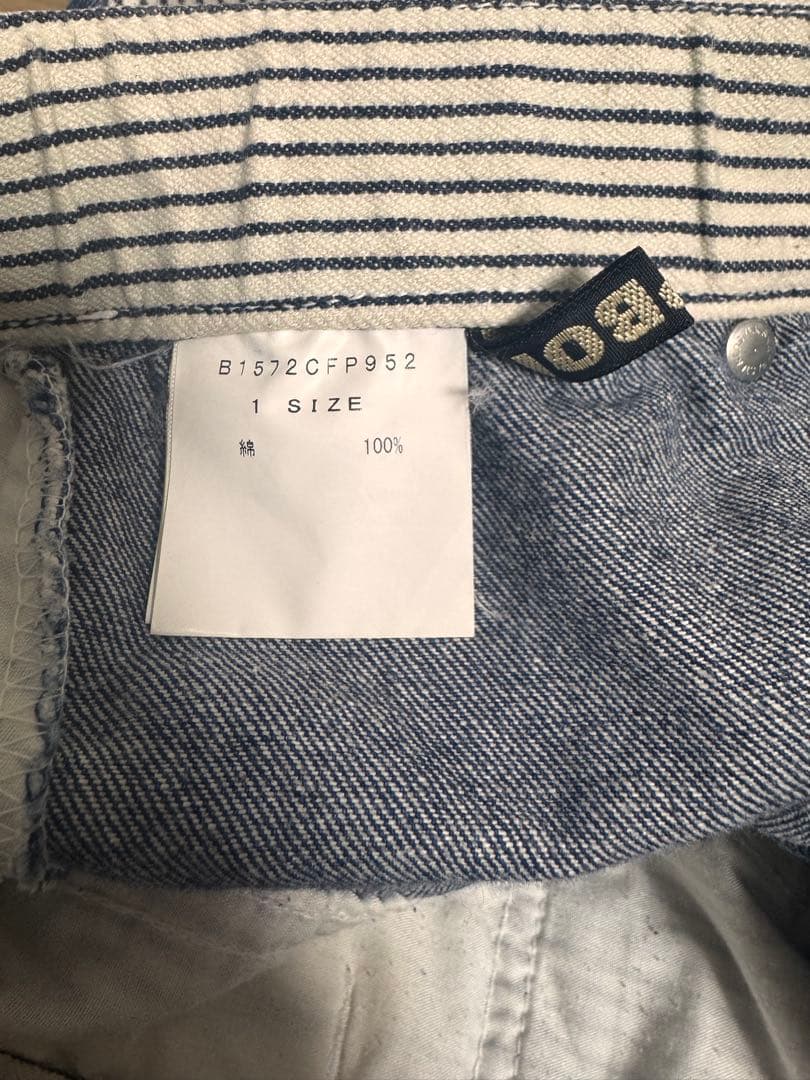 B1572CFP952
1 SIZE
綿 100%